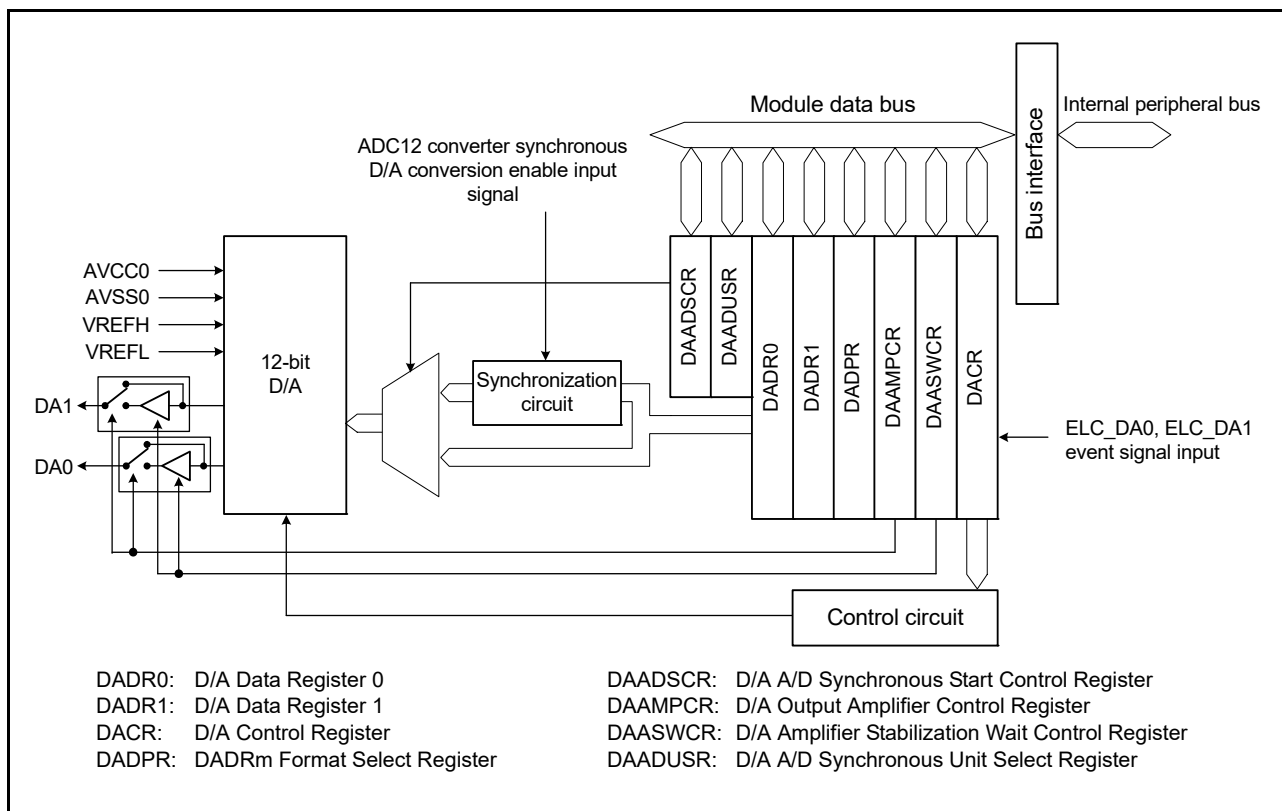 Module data bus
Internal peripheral bus
Bus interface
ADC12 converter synchronous
D/A conversion enable input
signal
AVCC0
AVSS0
VREFH
VREFL
DA1
DA0
12-bit
D/A
Synchronization
circuit
DAADSCR
DAADUSR
DADR0
DADR1
DADPR
DAAMPCR
DAASWCR
DACR
ELC_DA0, ELC_DA1
event signal input
Control circuit
DADR0: D/A Data Register 0
DADR1: D/A Data Register 1
DACR: D/A Control Register
DADPR: DADRm Format Select Register
DAADSCR: D/A A/D Synchronous Start Control Register
DAAMPCR: D/A Output Amplifier Control Register
DAASWCR: D/A Amplifier Stabilization Wait Control Register
DAADUSR: D/A A/D Synchronous Unit Select Register